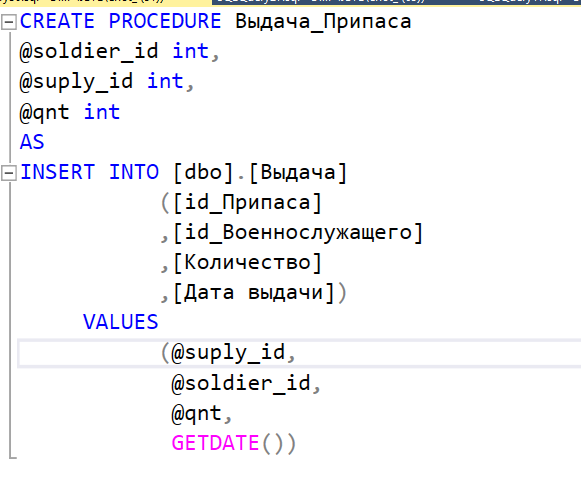 CREATE PROCEDURE Выдача_Припаса
@soldier_id int,
@suply_id int,
@qnt int
AS
INSERT INTO [dbo].[Выдача]
([id_Припаса]
,[id_Военнослужащего]
,[Количество]
,[Дата выдачи])
VALUES
(@suply_id,
@soldier_id,
@qnt,
GETDATE())